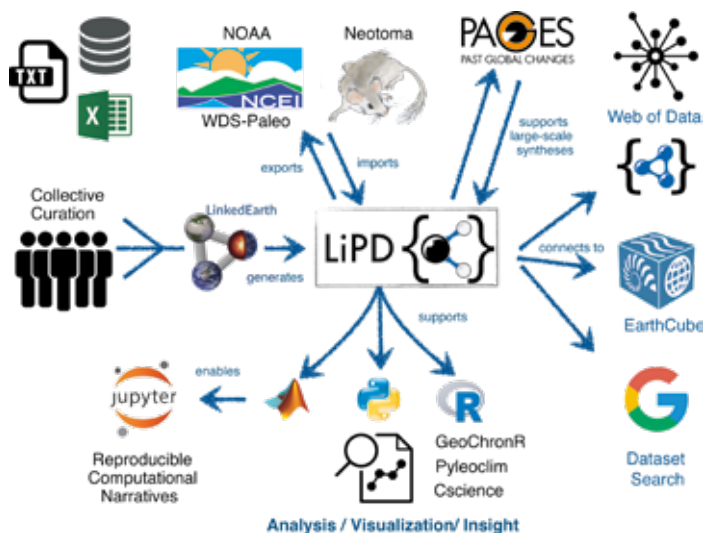 TXT
X
NOAA
NCEI
WDS-Paleo
Neotoma
PAGES
PAST GLOBAL CHANGES
Web of Data
exports
imports
supports
large-scale
syntheses
Collective
Curation
LinkedEarth
generates
LiPD
connects to
EarthCube
supports
enables
jupyter
R
Reproducible
Computational
Narratives
GeoChronR
Pyleoclim
Cscience
G
Dataset
Search
Analysis / Visualization/ Insight